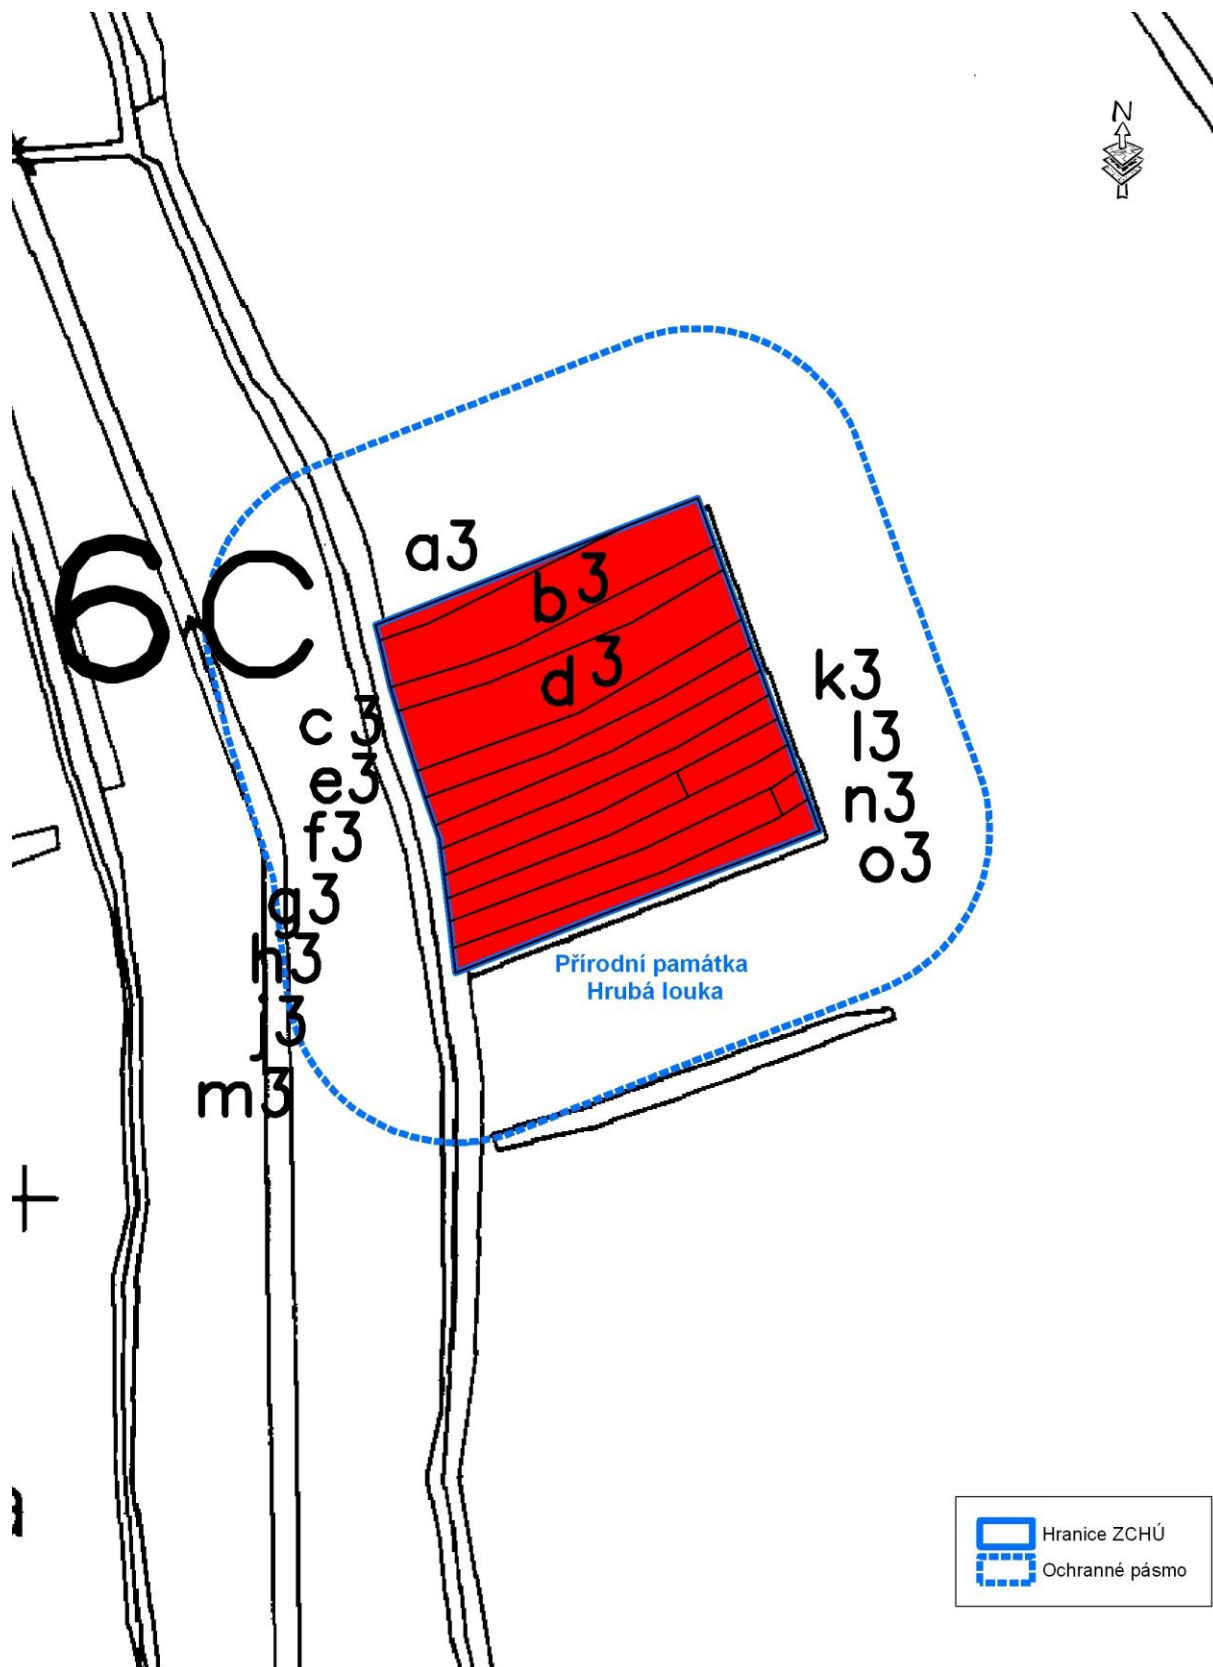 N
a3
b3
6C
d3
k3
c3
l3
e3
n3
f3
o3
g3
h3
Přírodní památka
Hrubá louka
j3
m3
Hranice ZCHÚ
Ochranné pásmo